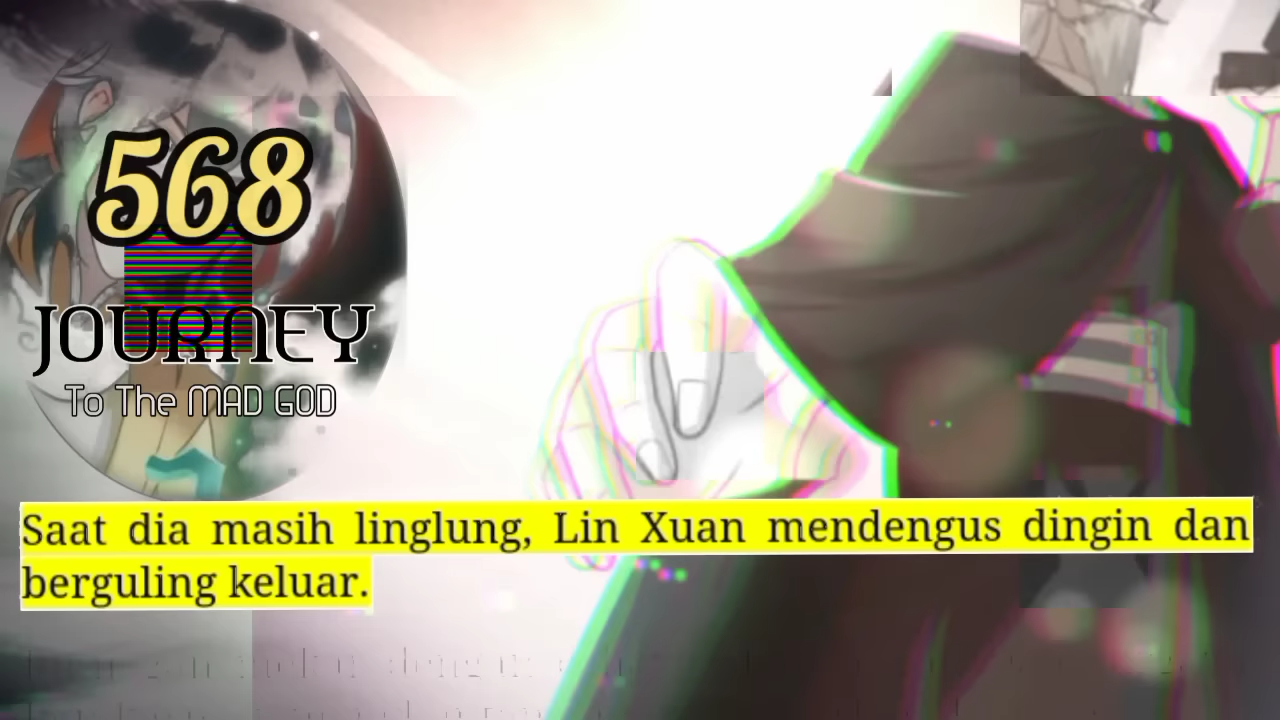 568
JOURNEY
To The MAD GOD
Saat dia masih linglung, Lin Xuan mendengus dingin dan
berguling keluar.